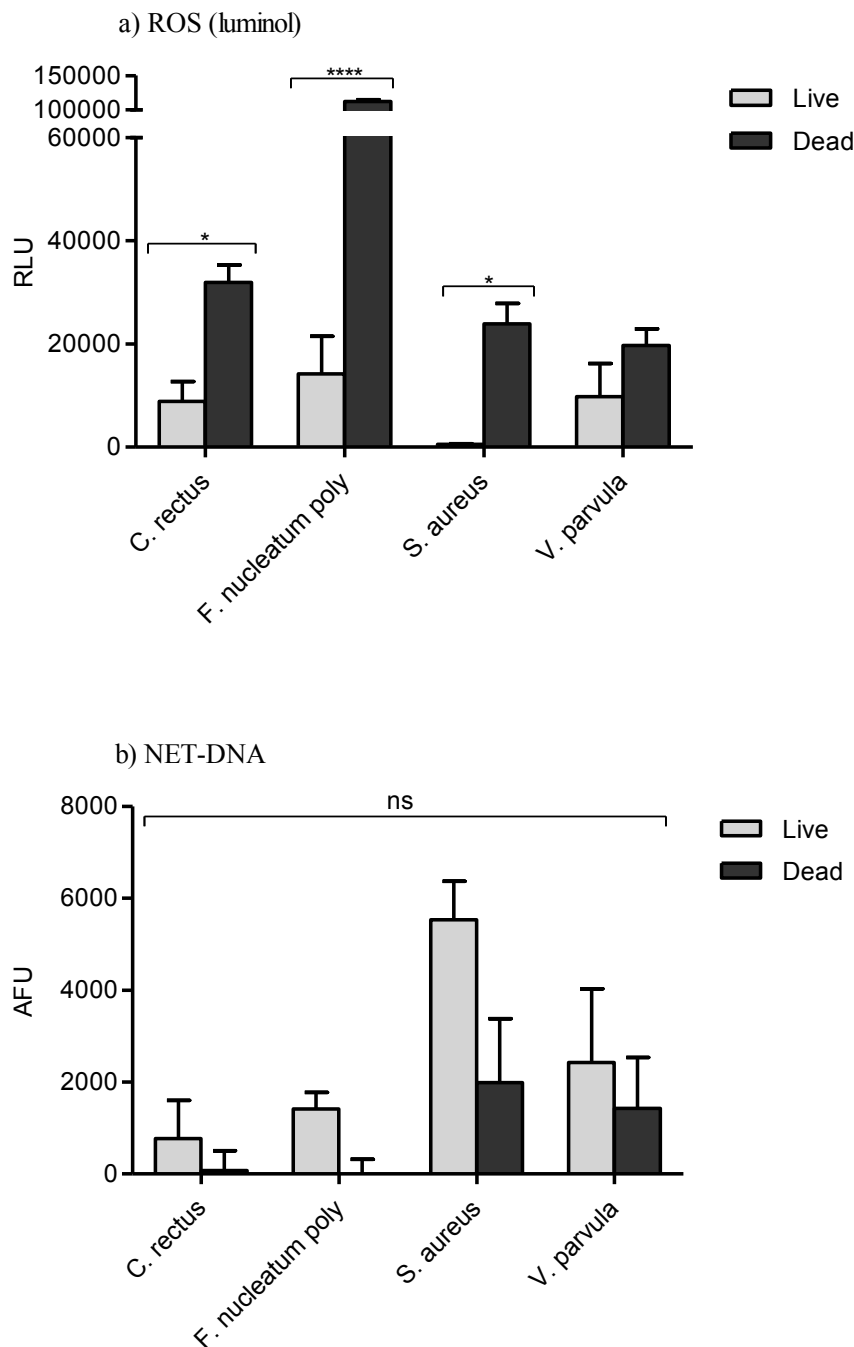 a) ROS (luminol)
150000
100000
60000
40000
20000
0
RLU
****
*
*
Live
Dead
C. rectus
F. nucleatum poly
S. aureus
V. parvula
b) NET-DNA
8000
6000
4000
2000
0
AFU
ns
Live
Dead
C. rectus
F. nucleatum poly
S. aureus
V. parvula